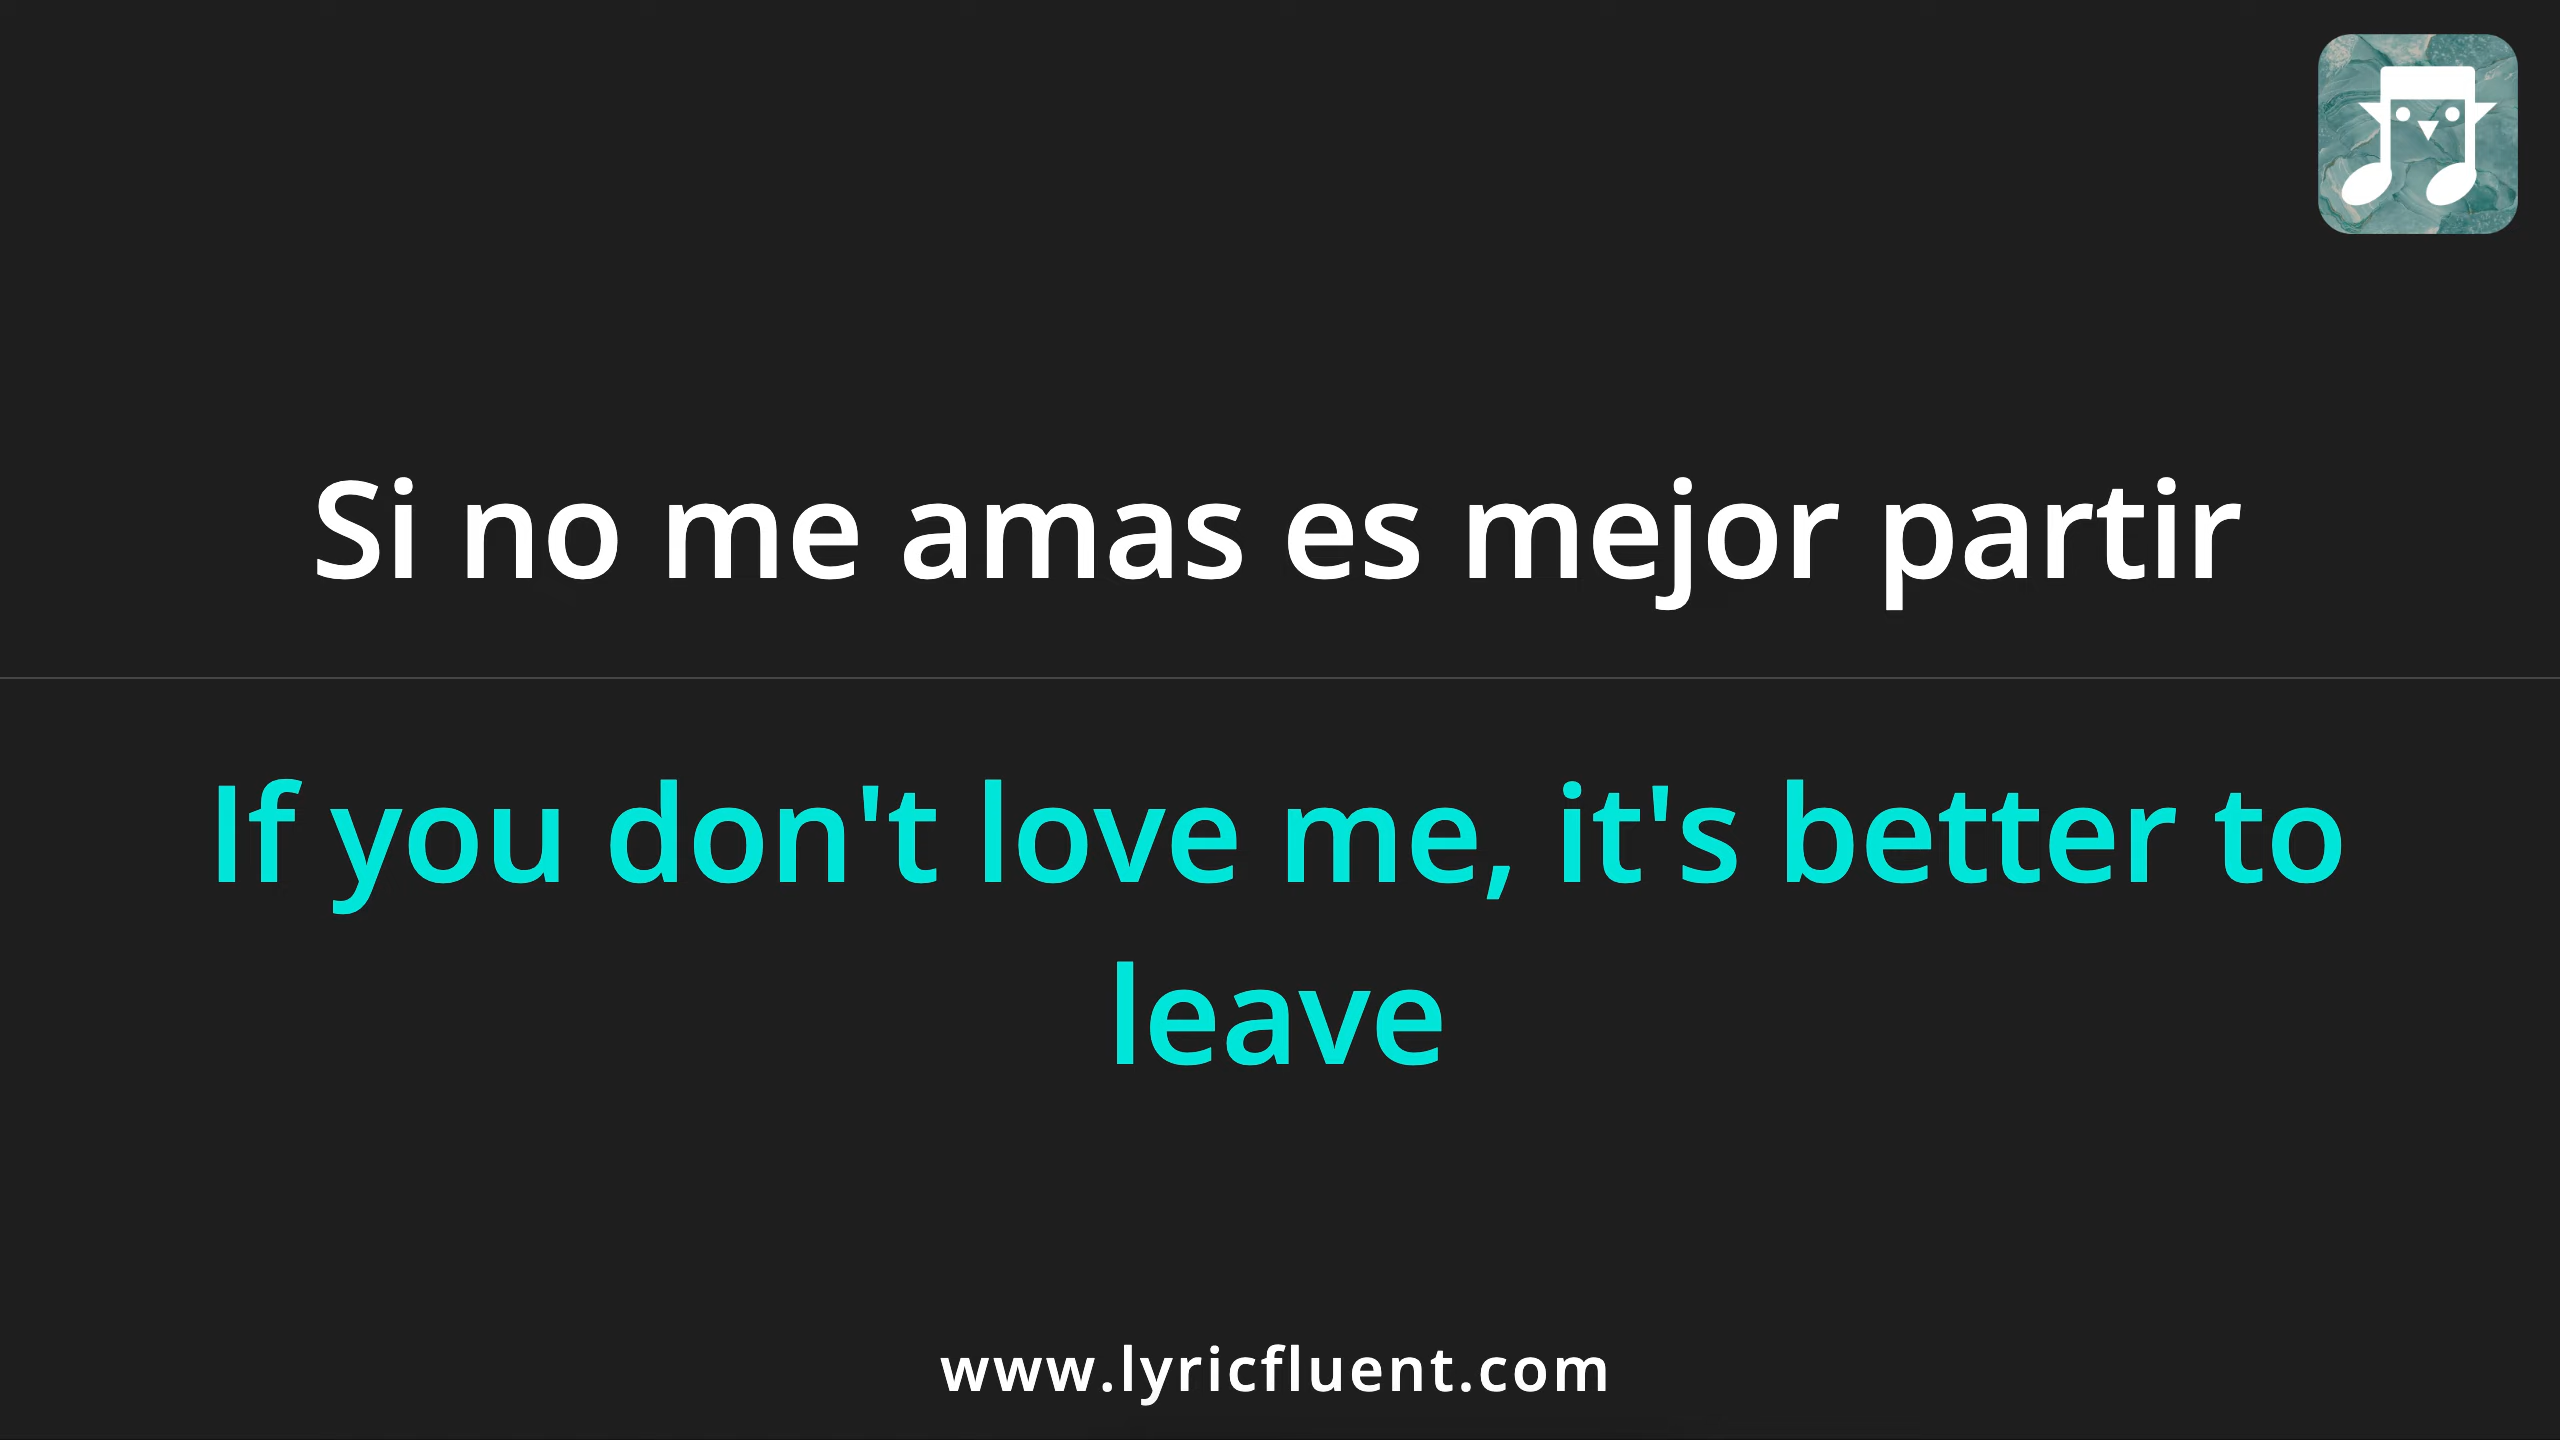 Si no me amas es mejor partir
If you don't love me, it's better to
leave
www.lyricfluent.com